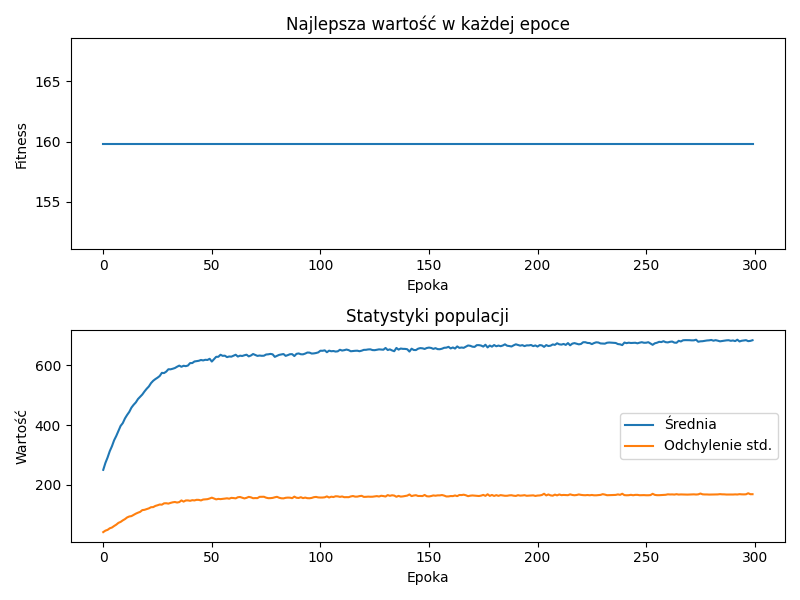 Najlepsza wartość w każdej epoce
Fitness
165
160
155
0 50 100 150 200 250 300
Epoka
Statystyki populacji
Wartość
600
400
200
Średnia
Odchylenie std.
0 50 100 150 200 250 300
Epoka